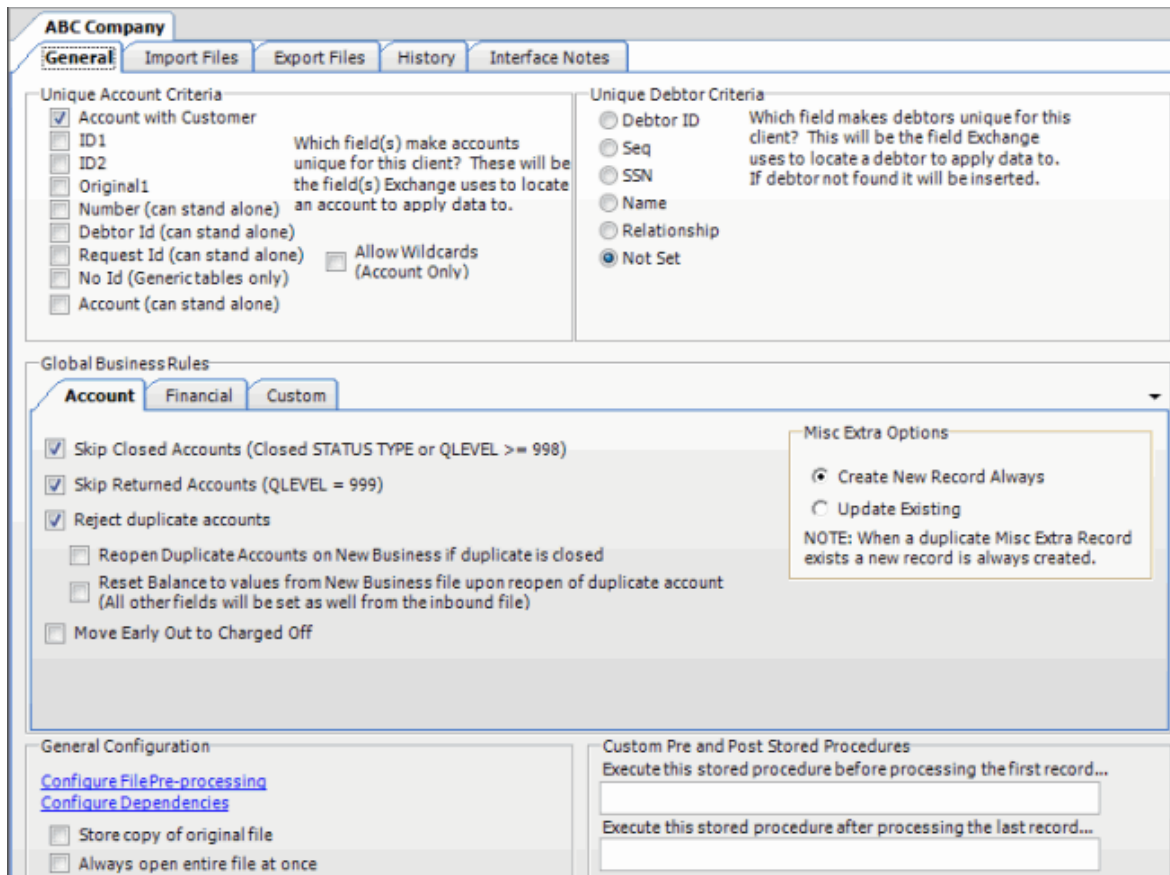 ABC Company
General
Import Files
Export Files
History
Interface Notes
Unique Account Criteria
Account with Customer
ID1
ID2
Original1
Number (can stand alone)
Debtor Id (can stand alone)
Request Id (can stand alone)
No Id (Generic tables only)
Account (can stand alone)
Which field(s) make accounts
unique for this client? These will be
the field(s) Exchange uses to locate
an account to apply data to.
Allow Wildcards
(Account Only)
Unique Debtor Criteria
Debtor ID
Seq
SSN
Name
Relationship
Not Set
Which field makes debtors unique for this
client? This will be the field Exchange
uses to locate a debtor to apply data to.
If debtor not found it will be inserted.
Global Business Rules
Account
Financial
Custom
Skip Closed Accounts (Closed STATUS TYPE or QLEVEL >= 998)
Skip Returned Accounts (QLEVEL = 999)
Reject duplicate accounts
Reopen Duplicate Accounts on New Business if duplicate is closed
Reset Balance to values from New Business file upon reopen of duplicate account
(All other fields will be set as well from the inbound file)
Move Early Out to Charged Off
Misc Extra Options
Create New Record Always
Update Existing
NOTE: When a duplicate Misc Extra Record
exists a new record is always created.
General Configuration
Configure File Pre-processing
Configure Dependencies
Store copy of original file
Always open entire file at once
Custom Pre and Post Stored Procedures
Execute this stored procedure before processing the first record...
Execute this stored procedure after processing the last record...